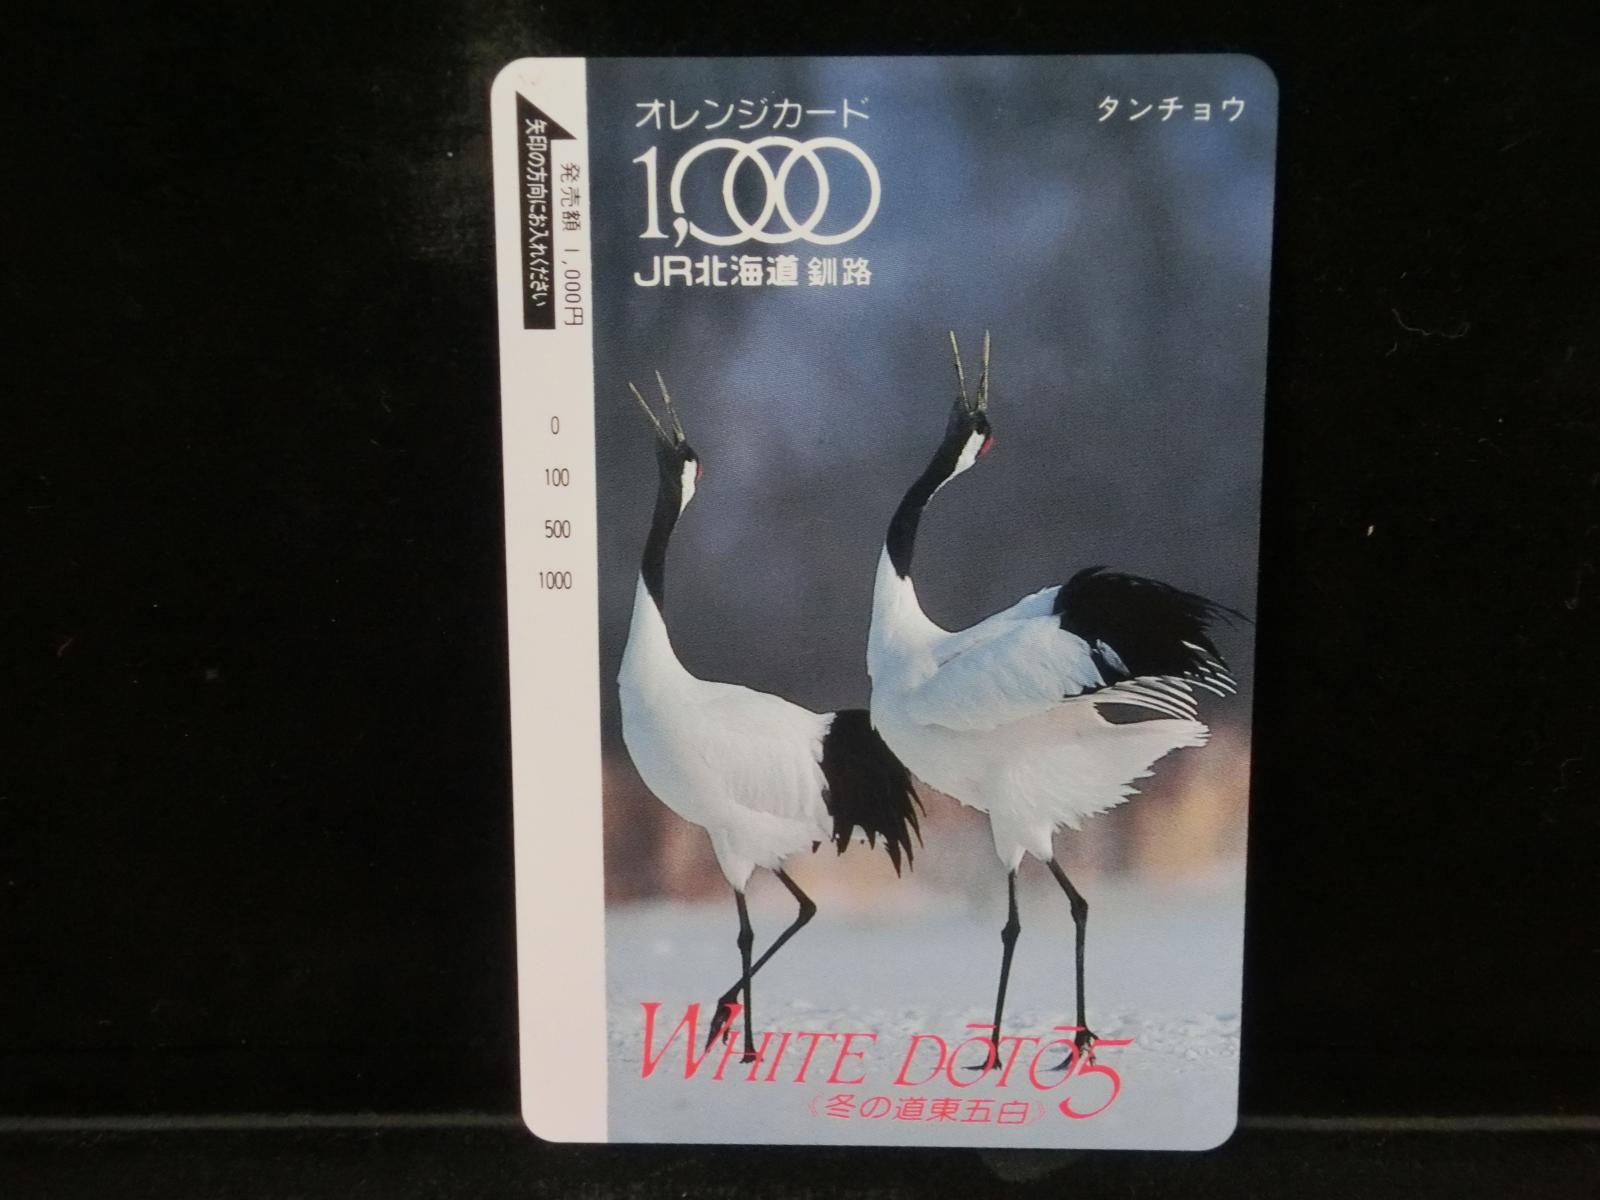 矢印の方向にお入れください
発売額 1,000円
0
100
500
1000
オレンジカード
1,000
JR北海道 釧路
タンチョウ
WHITE DŌTŌ5
《冬の道東五白》